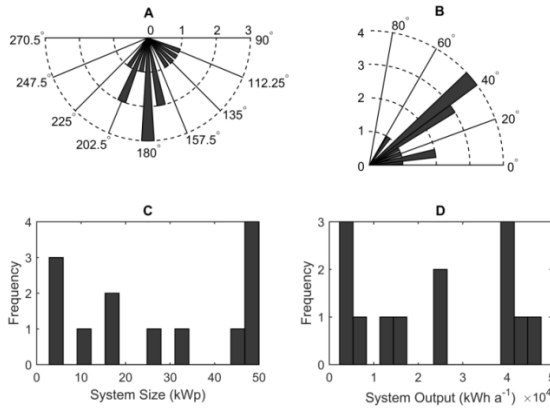 A
0 1 2 3
270.5° 90°
247.5° 112.25°
225° 135°
202.5° 157.5°
180°
B
80°
4 60°
3 40°
2
1 20°
0 0°
C
4
3
2
1
0
Frequency
0 10 20 30 40 50
System Size (kWp)
D
3
2
1
0
Frequency
0 1 2 3 4 5
System Output (kWh a⁻¹) ×10⁴